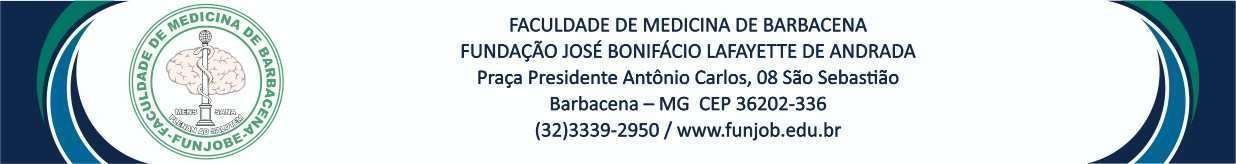 FACULDADE DE MEDICINA DE BARBACENA
-FUNJOBE-
MENS SANA
FACULDADE DE MEDICINA DE BARBACENA
FUNDAÇÃO JOSÉ BONIFÁCIO LAFAYETTE DE ANDRADA
Praça Presidente Antônio Carlos, 08 São Sebastião
Barbacena – MG CEP 36202-336
(32)3339-2950 / www.funjob.edu.br